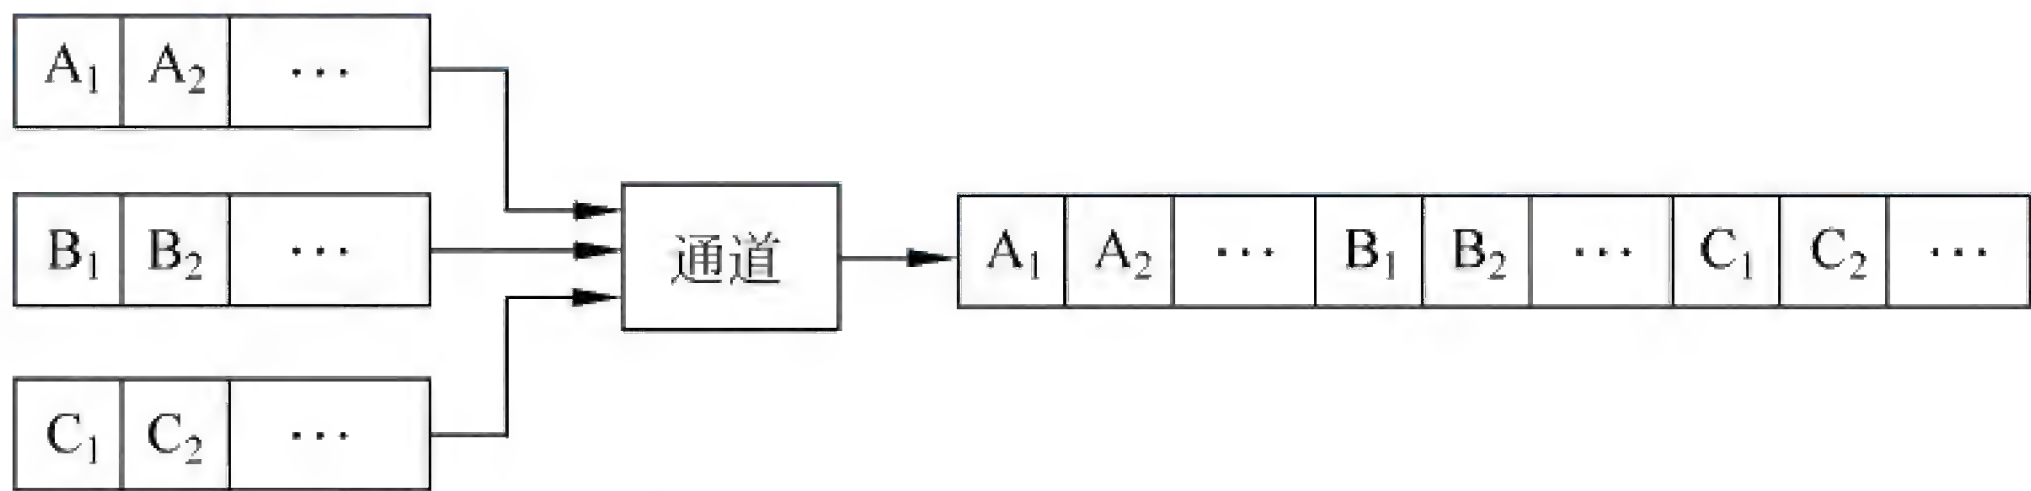 A₁ A₂ ···
B₁ B₂ ···
C₁ C₂ ···
通道
A₁ A₂ ··· B₁ B₂ ··· C₁ C₂ ···